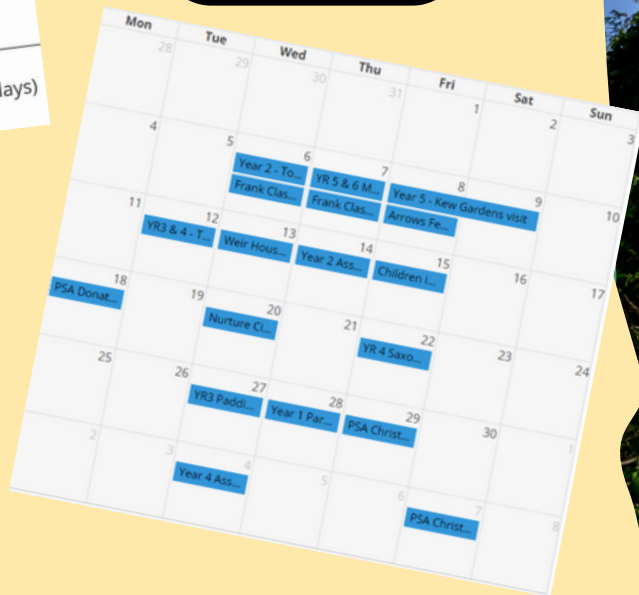 lays)
Mon Tue Wed Thu Fri Sat Sun
28 29 30 31 1 2 3
4 5 6 7 8 9 10
Year 2 - To... YR 5 & 6 M... Year 5 - Kew Gardens visit
Frank Clas... Frank Clas... Arrows Fe...
11 12 13 14 15 16 17
YR3 & 4 - T... Weir Hous... Year 2 Ass... Children i...
18 19 20 21 22 23 24
PSA Donat... Nurture Ci... YR 4 Saxo...
25 26 27 28 29 30 1
YR3 Paddi... Year 1 Par... PSA Christ...
2 3 4 5 6 7 8
Year 4 Ass... PSA Christ...